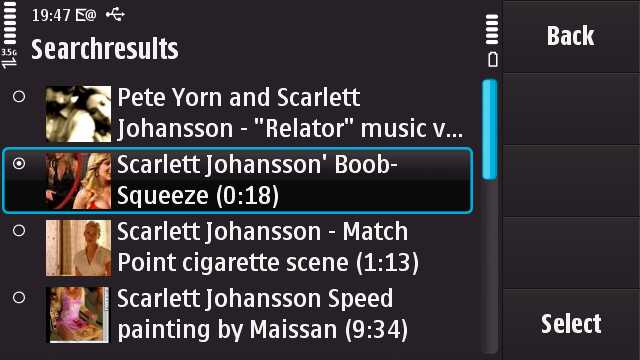 19:47
Searchresults
3.5G
Back
Pete Yorn and Scarlett
Johansson - "Relator" music v...
Scarlett Johansson' Boob-
Squeeze (0:18)
Scarlett Johansson - Match
Point cigarette scene (1:13)
Scarlett Johansson Speed
painting by Maissan (9:34)
Select